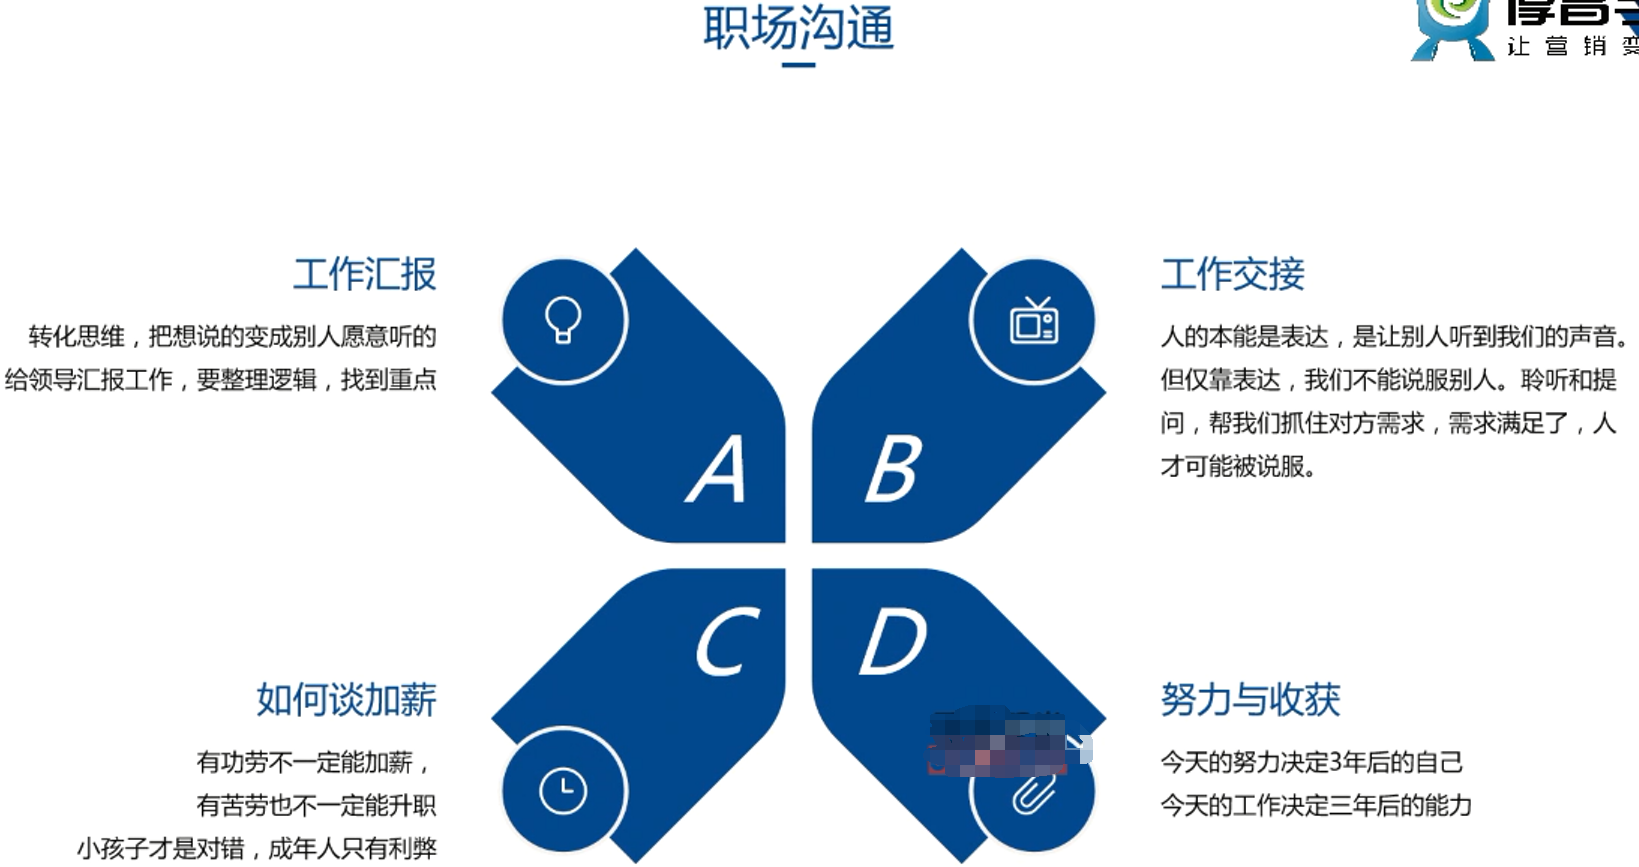 职场沟通
让营销变
工作汇报
转化思维，把想说的变成别人愿意听的
给领导汇报工作，要整理逻辑，找到重点
A
B
工作交接
人的本能是表达，是让别人听到我们的声音。
但仅靠表达，我们不能说服别人。聆听和提
问，帮我们抓住对方需求，需求满足了，人
才可能被说服。
如何谈加薪
有功劳不一定能加薪，
有苦劳也不一定能升职
小孩子才是对错，成年人只有利弊
C
D
努力与收获
今天的努力决定3年后的自己
今天的工作决定三年后的能力